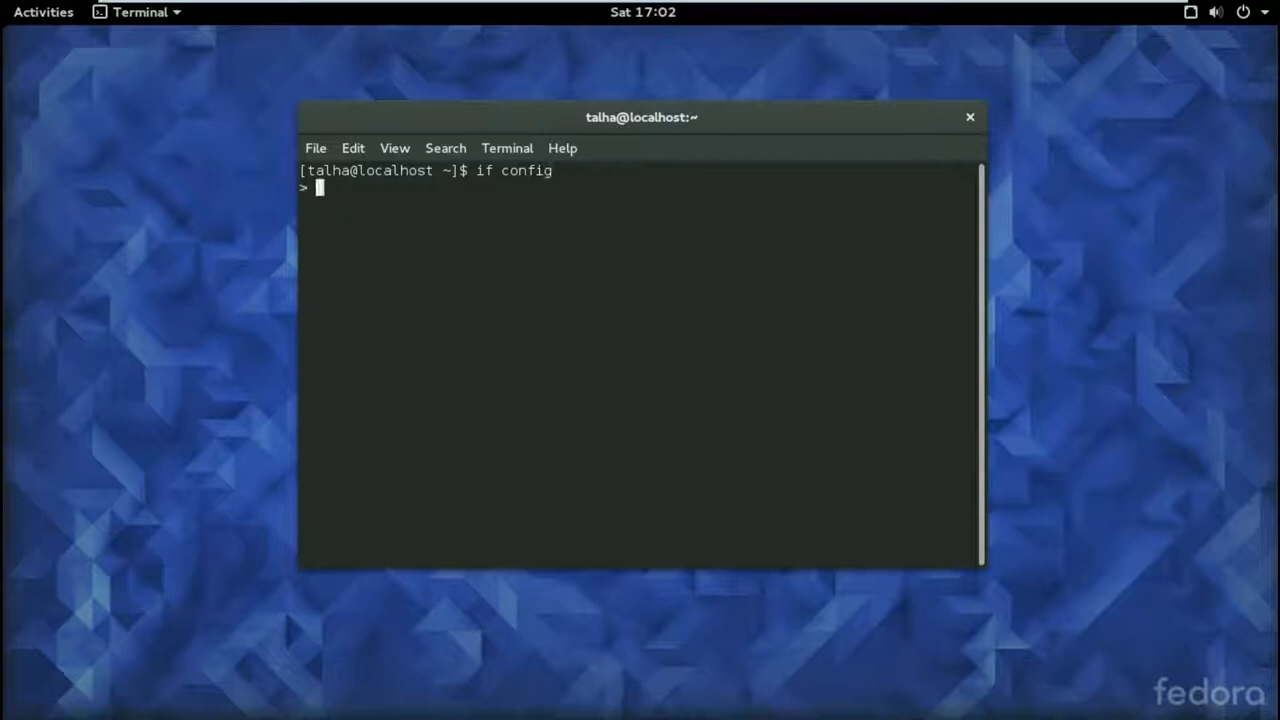 Activities Terminal Sat 17:02
talha@localhost:~
File Edit View Search Terminal Help
[talha@localhost ~]$ if config
>
fedora